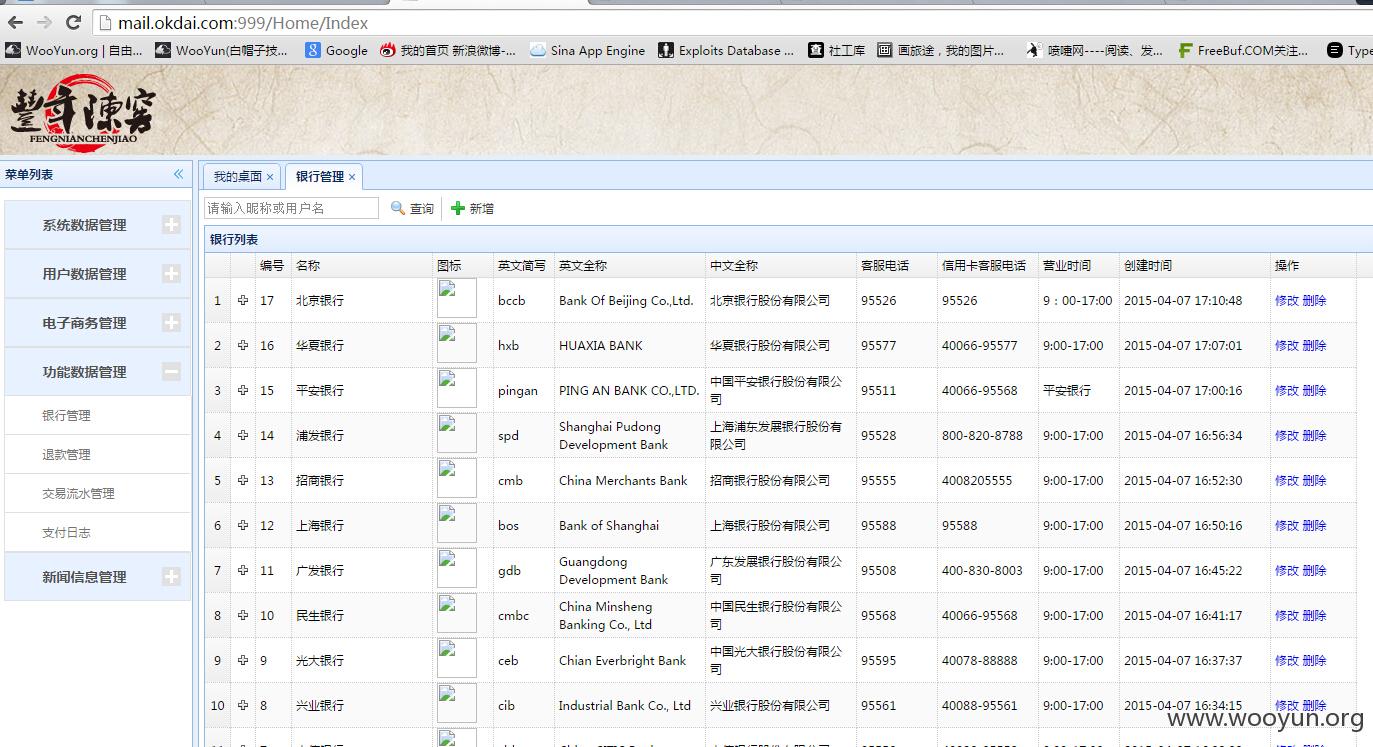 mail.okdai.com:999/Home/Index
WooYun.org | 自由... WooYun(白帽子技... Google 我的首页 新浪微博-... Sina App Engine Exploits Database ... 社工库 画旅途，我的图片... 喷嚏网----阅读、发... FreeBuf.COM关注... Type
豐年陳窖
FENGNIANCHENJIAO
菜单列表 «
我的桌面 × 银行管理 ×
请输入昵称或用户名 查询 新增
系统数据管理
用户数据管理
电子商务管理
功能数据管理
银行管理
退款管理
交易流水管理
支付日志
新闻信息管理
银行列表
编号 名称 图标 英文简写 英文全称 中文全称 客服电话 信用卡客服电话 营业时间 创建时间 操作
1 17 北京银行 bccb Bank Of Beijing Co.,Ltd. 北京银行股份有限公司 95526 95526 9：00-17:00 2015-04-07 17:10:48 修改 删除
2 16 华夏银行 hxb HUAXIA BANK 华夏银行股份有限公司 95577 40066-95577 9:00-17:00 2015-04-07 17:07:01 修改 删除
3 15 平安银行 pingan PING AN BANK CO.,LTD. 中国平安银行股份有限公司 95511 40066-95568 平安银行 2015-04-07 17:00:16 修改 删除
4 14 浦发银行 spd Shanghai Pudong Development Bank 上海浦东发展银行股份有限公司 95528 800-820-8788 9:00-17:00 2015-04-07 16:56:34 修改 删除
5 13 招商银行 cmb China Merchants Bank 招商银行股份有限公司 95555 4008205555 9:00-17:00 2015-04-07 16:52:30 修改 删除
6 12 上海银行 bos Bank of Shanghai 上海银行股份有限公司 95588 95588 9:00-17:00 2015-04-07 16:50:16 修改 删除
7 11 广发银行 gdb Guangdong Development Bank 广东发展银行股份有限公司 95508 400-830-8003 9:00-17:00 2015-04-07 16:45:22 修改 删除
8 10 民生银行 cmbc China Minsheng Banking Co., Ltd 中国民生银行股份有限公司 95568 40066-95568 9:00-17:00 2015-04-07 16:41:17 修改 删除
9 9 光大银行 ceb Chian Everbright Bank 中国光大银行股份有限公司 95595 40078-88888 9:00-17:00 2015-04-07 16:37:37 修改 删除
10 8 兴业银行 cib Industrial Bank Co., Ltd 兴业银行股份有限公司 95561 40088-95561 9:00-17:00 2015-04-07 16:34:15 修改 删除
www.wooyun.org